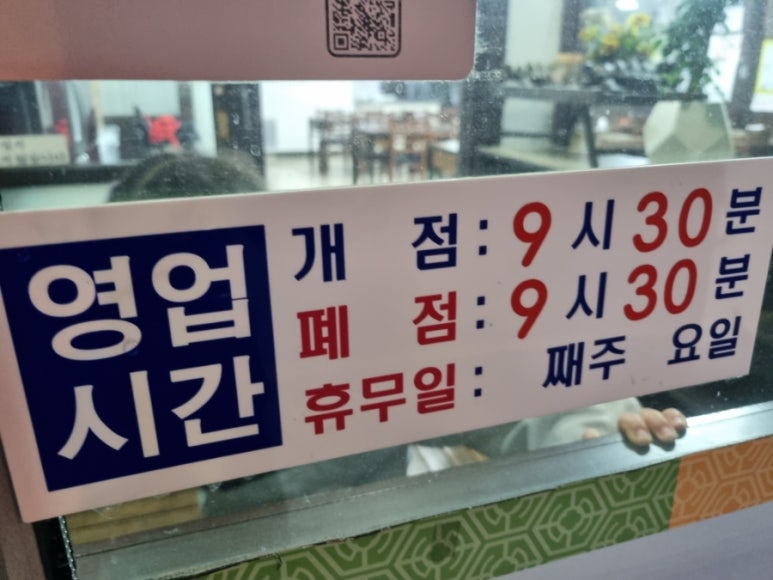 영업
시간
개 점: 9 시 30 분
폐 점: 9 시 30 분
휴무일: 째주 요일